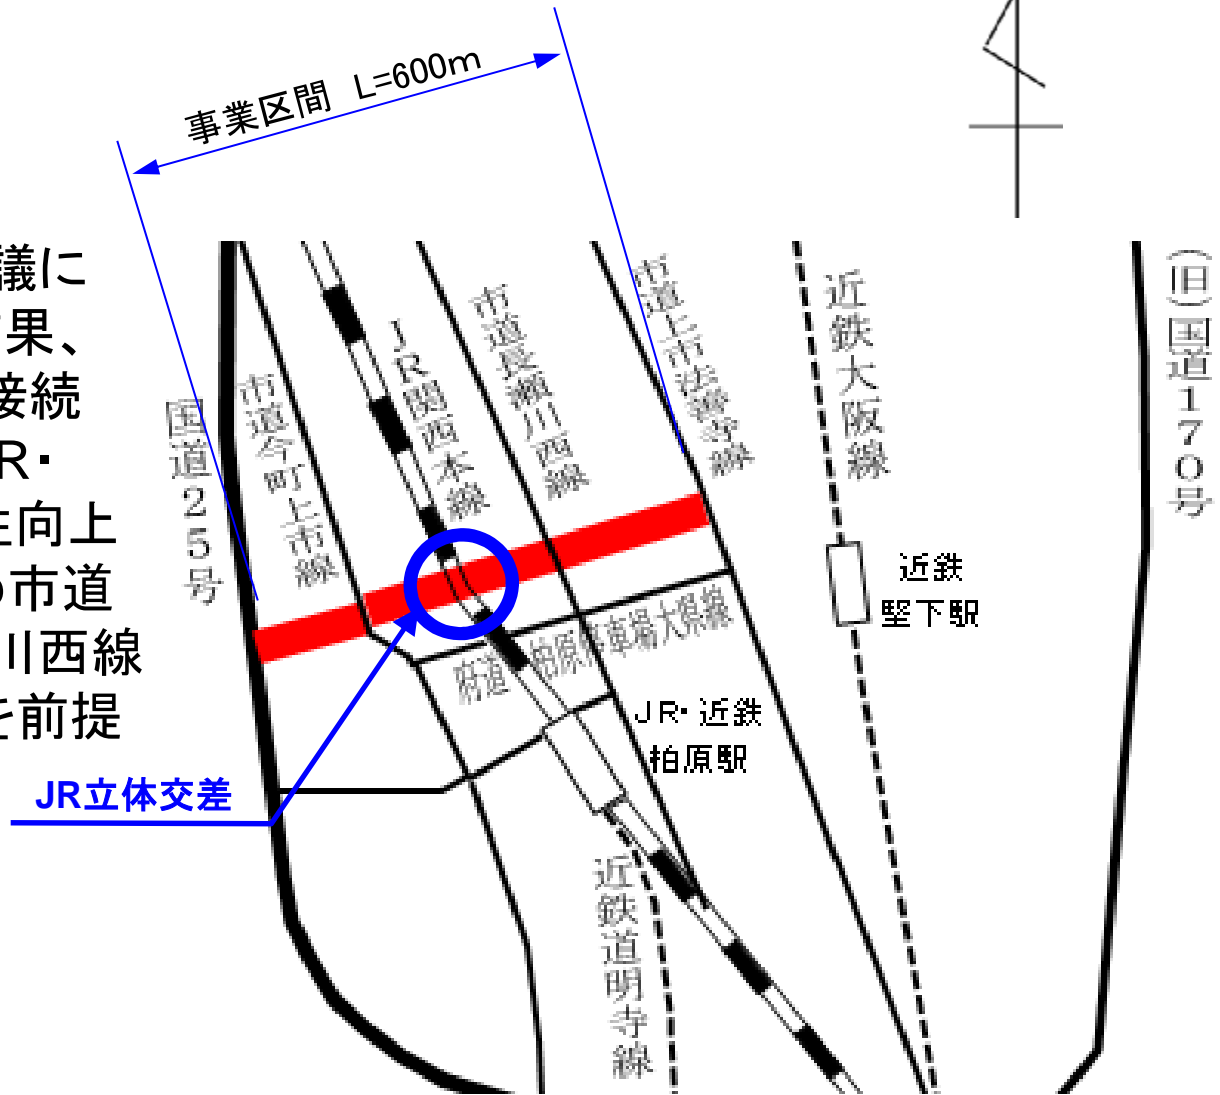 事業区間 L=600m
議に
果、
接続
R・
向上
市道
川西線
前提
国道25号
市道今町上市線
JR関西本線
市道長瀬川西線
市道上市法善寺線
近鉄大阪線
(旧)国道170号
近鉄
堅下駅
府道 柏原停車場大県線
JR・近鉄
柏原駅
JR立体交差
近鉄道明寺線